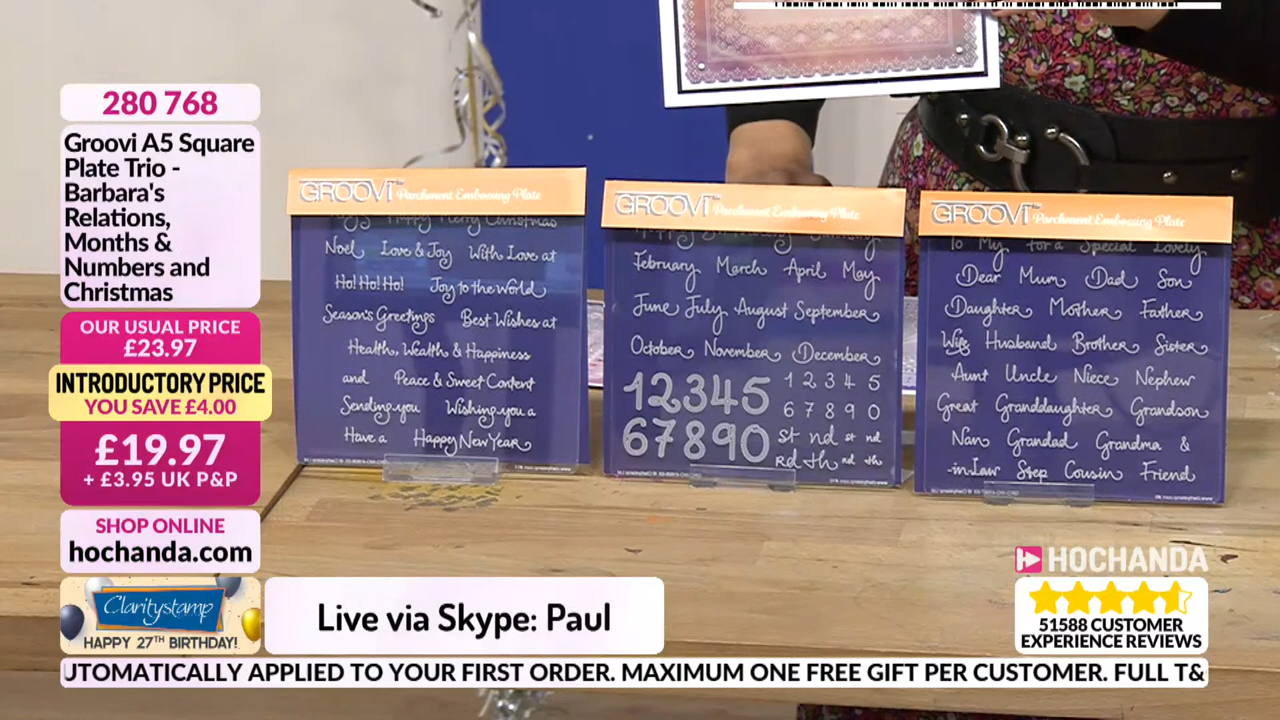 280 768
Groovi A5 Square
Plate Trio -
Barbara's
Relations,
Months &
Numbers and
Christmas
OUR USUAL PRICE
£23.97
INTRODUCTORY PRICE
YOU SAVE £4.00
£19.97
+ £3.95 UK P&P
SHOP ONLINE
hochanda.com
Claritystamp
HAPPY 27TH BIRTHDAY!
GROOVI™ Parchment Embossing Plate
Happy Merry Christmas
Noel Love & Joy With Love at
Ho! Ho! Ho! Joy to the World
Season's Greetings Best Wishes at
Health, Wealth & Happiness
and Peace & Sweet Content
Sending you Wishing you a
Have a Happy New Year
GROOVI™ Parchment Embossing Plate
February March April May
June July August September
October November December
12345 1 2 3 4 5
67890 6 7 8 9 0
st nd st nd
rd th rd th
GROOVI™ Parchment Embossing Plate
To My For a Special Lovely
Dear Mum Dad Son
Daughter Mother Father
Wife Husband Brother Sister
Aunt Uncle Niece Nephew
Great Granddaughter Grandson
Nan Grandad Grandma &
-in-Law Step Cousin Friend
Live via Skype: Paul
HOCHANDA
51588 CUSTOMER
EXPERIENCE REVIEWS
UTOMATICALLY APPLIED TO YOUR FIRST ORDER. MAXIMUM ONE FREE GIFT PER CUSTOMER. FULL T&